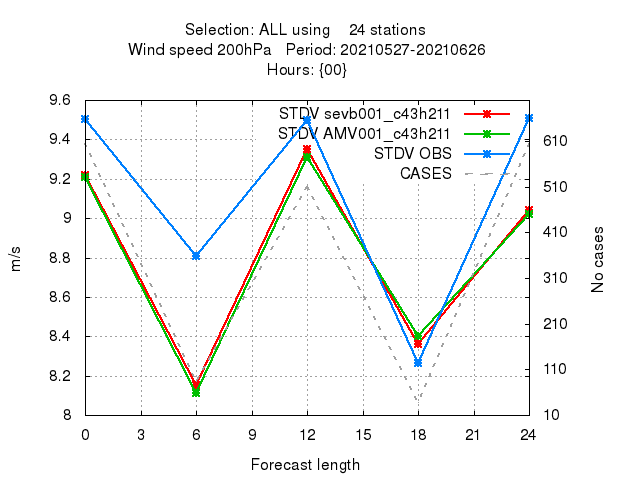 Selection: ALL using    24 stations
Wind speed 200hPa   Period: 20210527-20210626
Hours: {00}
STDV sevb001_c43h211
STDV AMV001_c43h211
STDV OBS
CASES
9.6
9.4
9.2
9
8.8
8.6
8.4
8.2
8
m/s
610
510
410
310
210
110
10
No cases
0 3 6 9 12 15 18 21 24
Forecast length